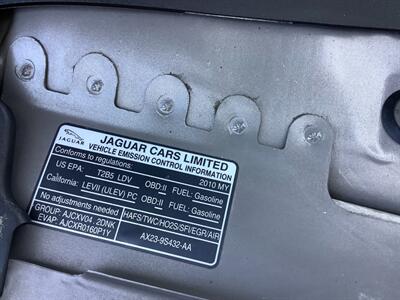 JAGUAR
JAGUAR CARS LIMITED
VEHICLE EMISSION CONTROL INFORMATION
Conforms to regulations: 2010 MY
US EPA: T2B5 LDV OBD:II FUEL: Gasoline
California: LEVII (ULEV) PC OBD:II FUEL: Gasoline
No adjustments needed HAFS/TWC/HO2S/SFI/EGR/AIR
GROUP: AJCXV04.2DNK
EVAP: AJCXR0160P1Y AX23-9S432-AA